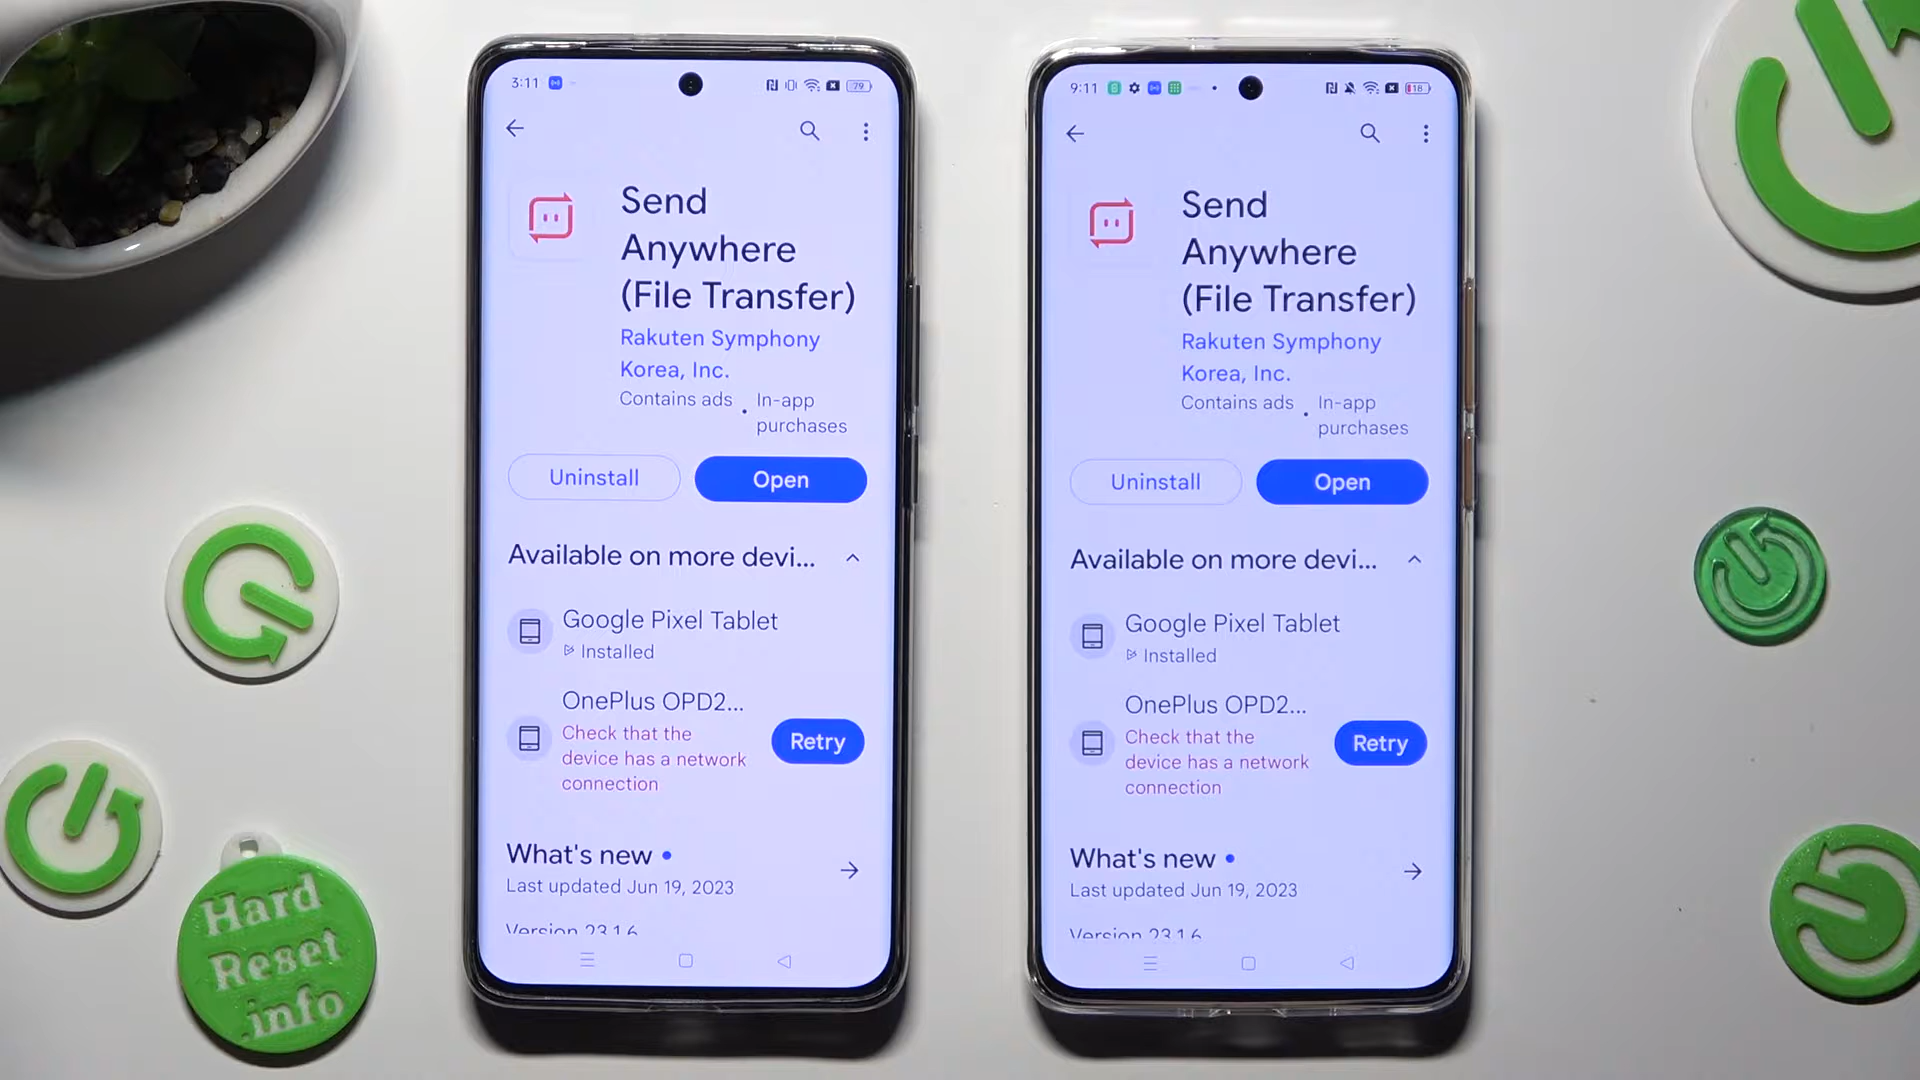 3:11
79
Send
Anywhere
(File Transfer)
Rakuten Symphony
Korea, Inc.
Contains ads • In-app
purchases
Uninstall
Open
Available on more devi...
Google Pixel Tablet
Installed
OnePlus OPD2...
Check that the
device has a network
connection
Retry
What's new •
Last updated Jun 19, 2023
Version 23.1.6
9:11
18
Send
Anywhere
(File Transfer)
Rakuten Symphony
Korea, Inc.
Contains ads • In-app
purchases
Uninstall
Open
Available on more devi...
Google Pixel Tablet
Installed
OnePlus OPD2...
Check that the
device has a network
connection
Retry
What's new •
Last updated Jun 19, 2023
Version 23.1.6
Hard
Reset
.info